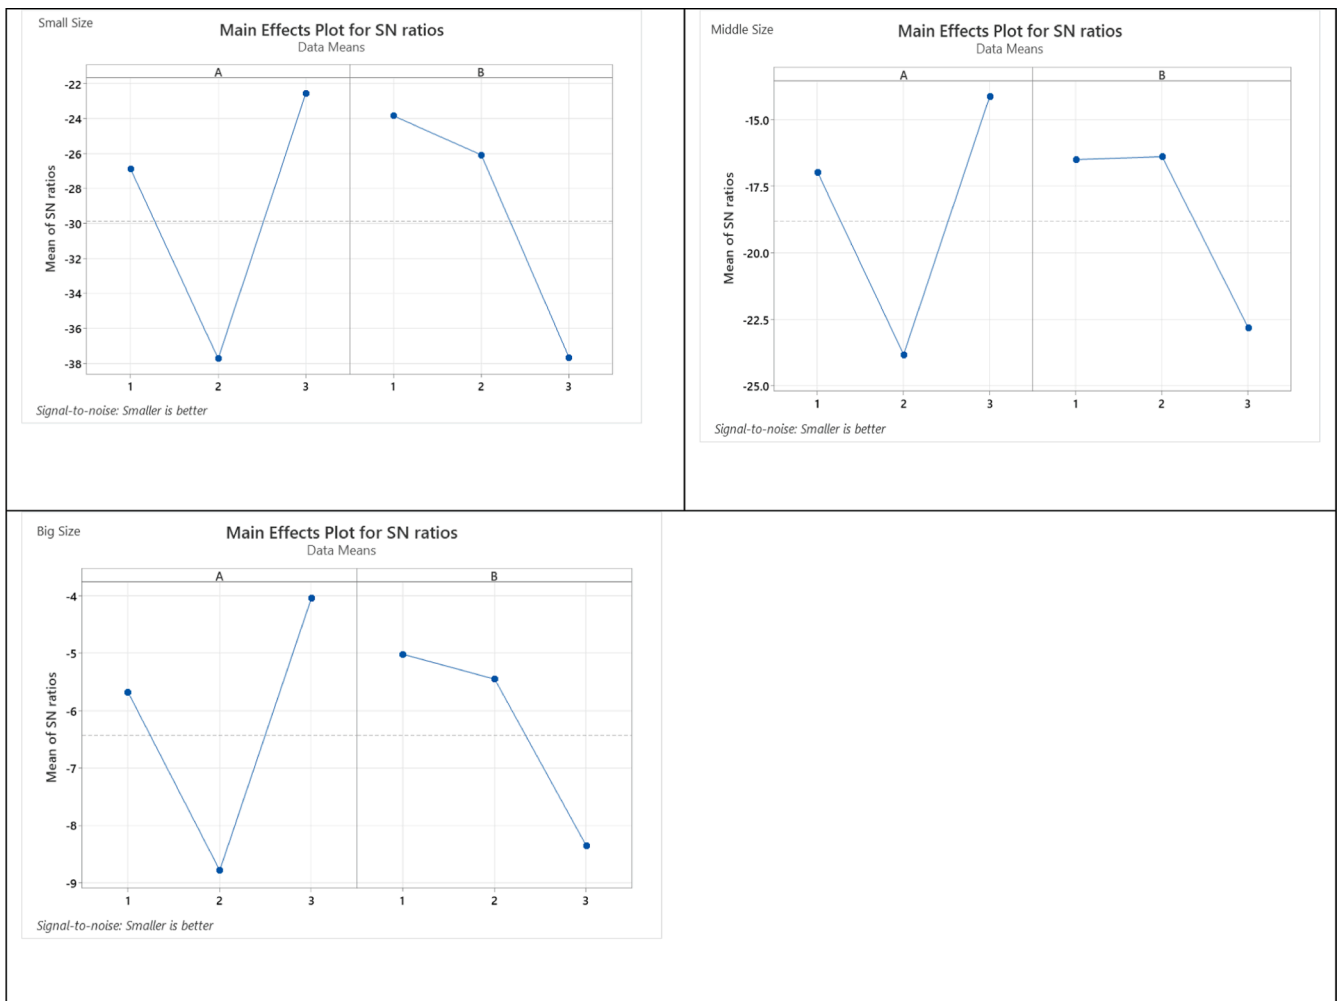 Small Size
Main Effects Plot for SN ratios
Data Means
A B
Mean of SN ratios
-22
-24
-26
-28
-30
-32
-34
-36
-38
1 2 3 1 2 3
Signal-to-noise: Smaller is better
Middle Size
Main Effects Plot for SN ratios
Data Means
A B
Mean of SN ratios
-15.0
-17.5
-20.0
-22.5
-25.0
1 2 3 1 2 3
Signal-to-noise: Smaller is better
Big Size
Main Effects Plot for SN ratios
Data Means
A B
Mean of SN ratios
-4
-5
-6
-7
-8
-9
1 2 3 1 2 3
Signal-to-noise: Smaller is better